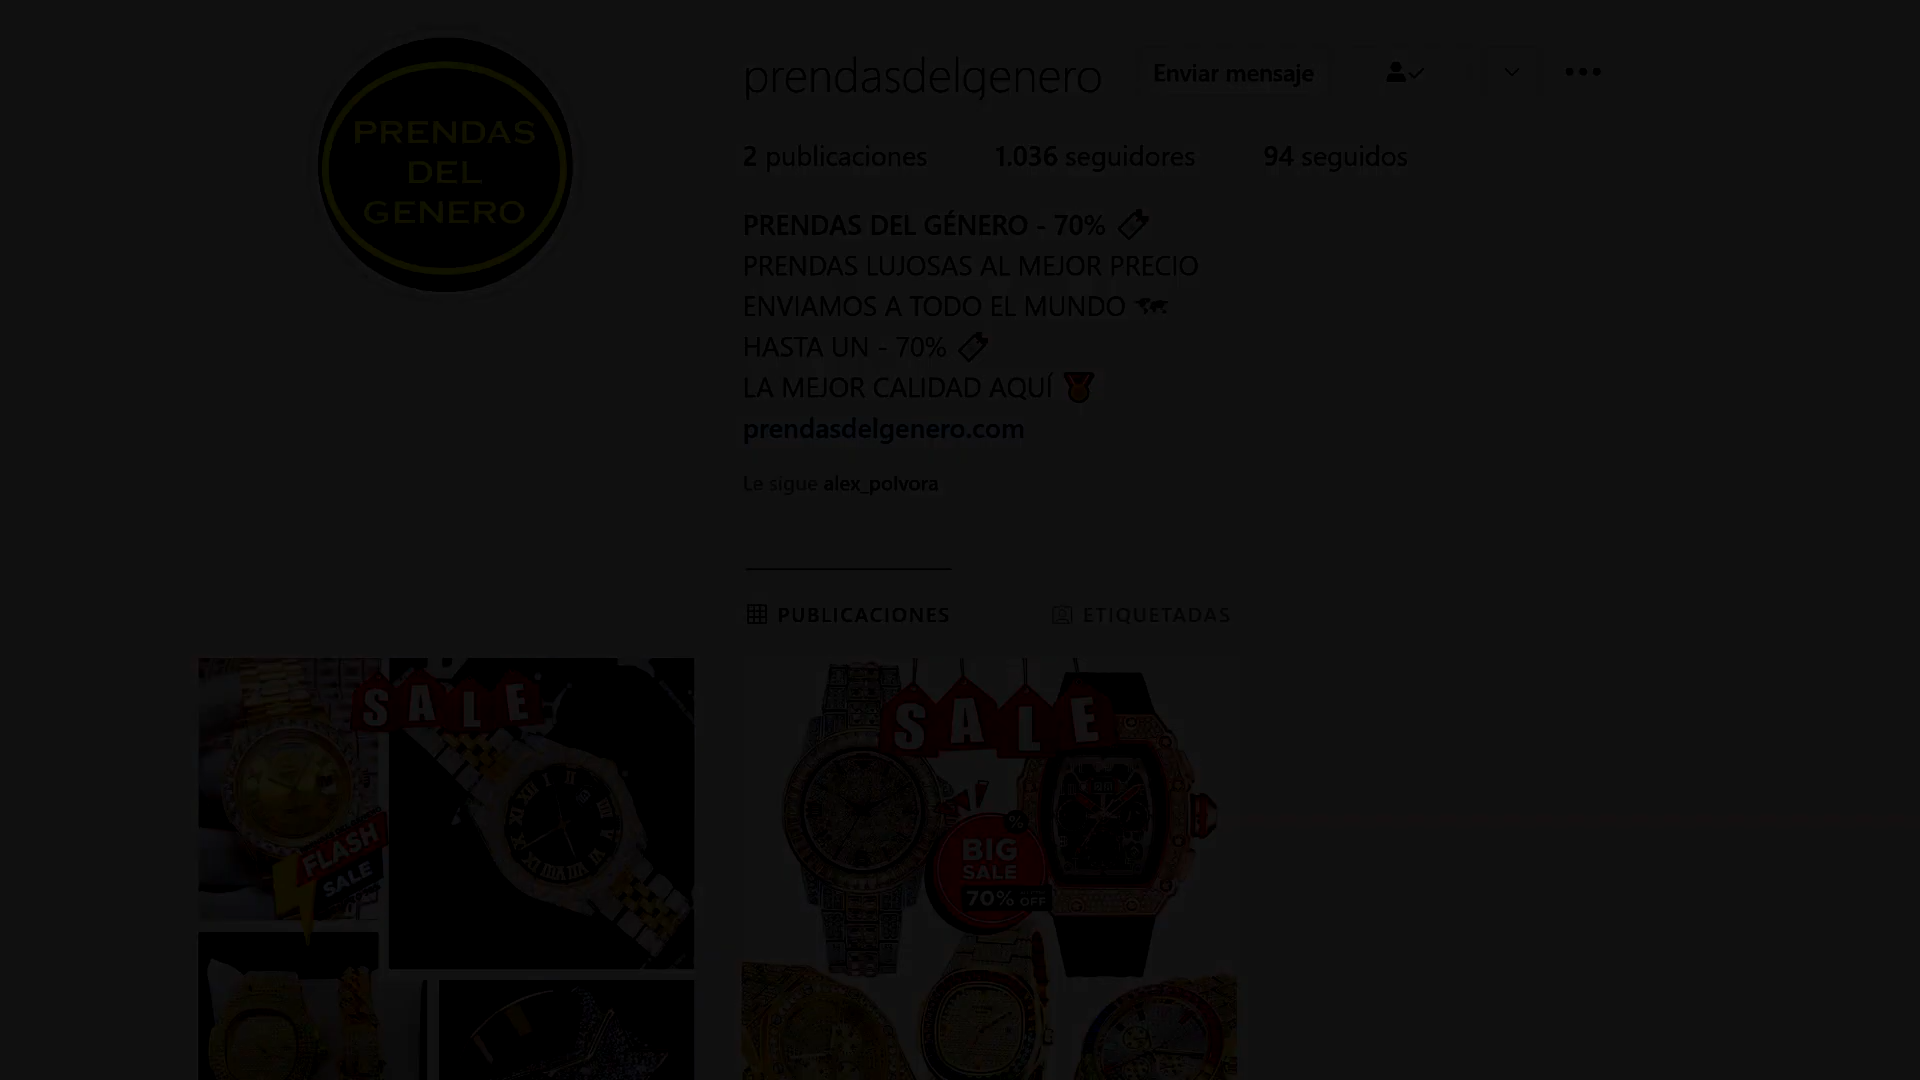 PRENDAS
DEL
GENERO
prendasdelgenero
Enviar mensaje
2 publicaciones
1.036 seguidores
94 seguidos
PRENDAS DEL GÉNERO - 70%
PRENDAS LUJOSAS AL MEJOR PRECIO
ENVIAMOS A TODO EL MUNDO
HASTA UN - 70%
LA MEJOR CALIDAD AQUÍ
prendasdelgenero.com
Le sigue alex_polvora
PUBLICACIONES
ETIQUETADAS
SALE
FLASH
SALE
SALE
%
BIG
SALE
70% OFF